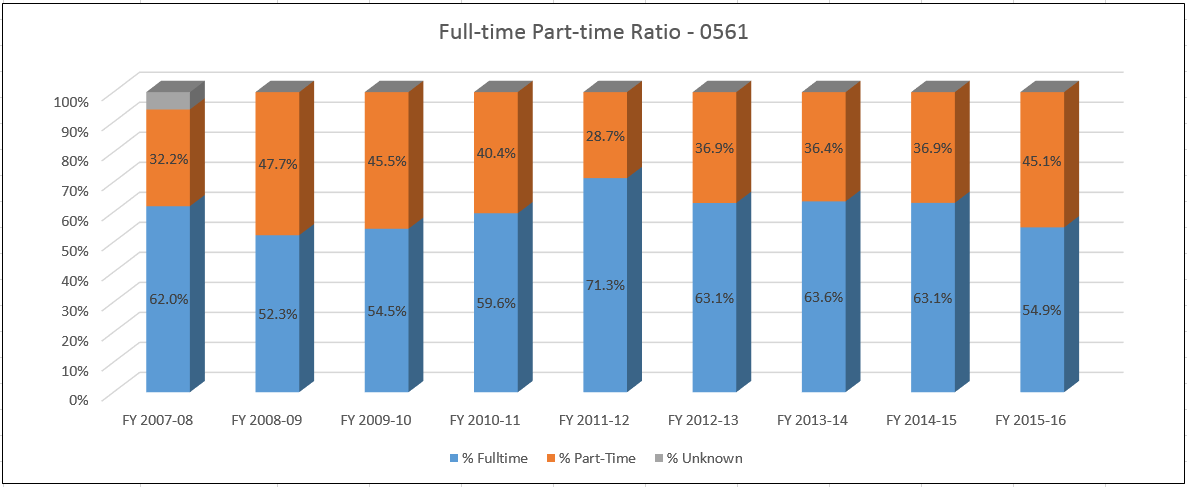 Full-time Part-time Ratio - 0561
100%
90%
80%
70%
60%
50%
40%
30%
20%
10%
0%
32.2% 47.7% 45.5% 40.4% 28.7% 36.9% 36.4% 36.9% 45.1%
62.0% 52.3% 54.5% 59.6% 71.3% 63.1% 63.6% 63.1% 54.9%
FY 2007-08 FY 2008-09 FY 2009-10 FY 2010-11 FY 2011-12 FY 2012-13 FY 2013-14 FY 2014-15 FY 2015-16
% Fulltime % Part-Time % Unknown